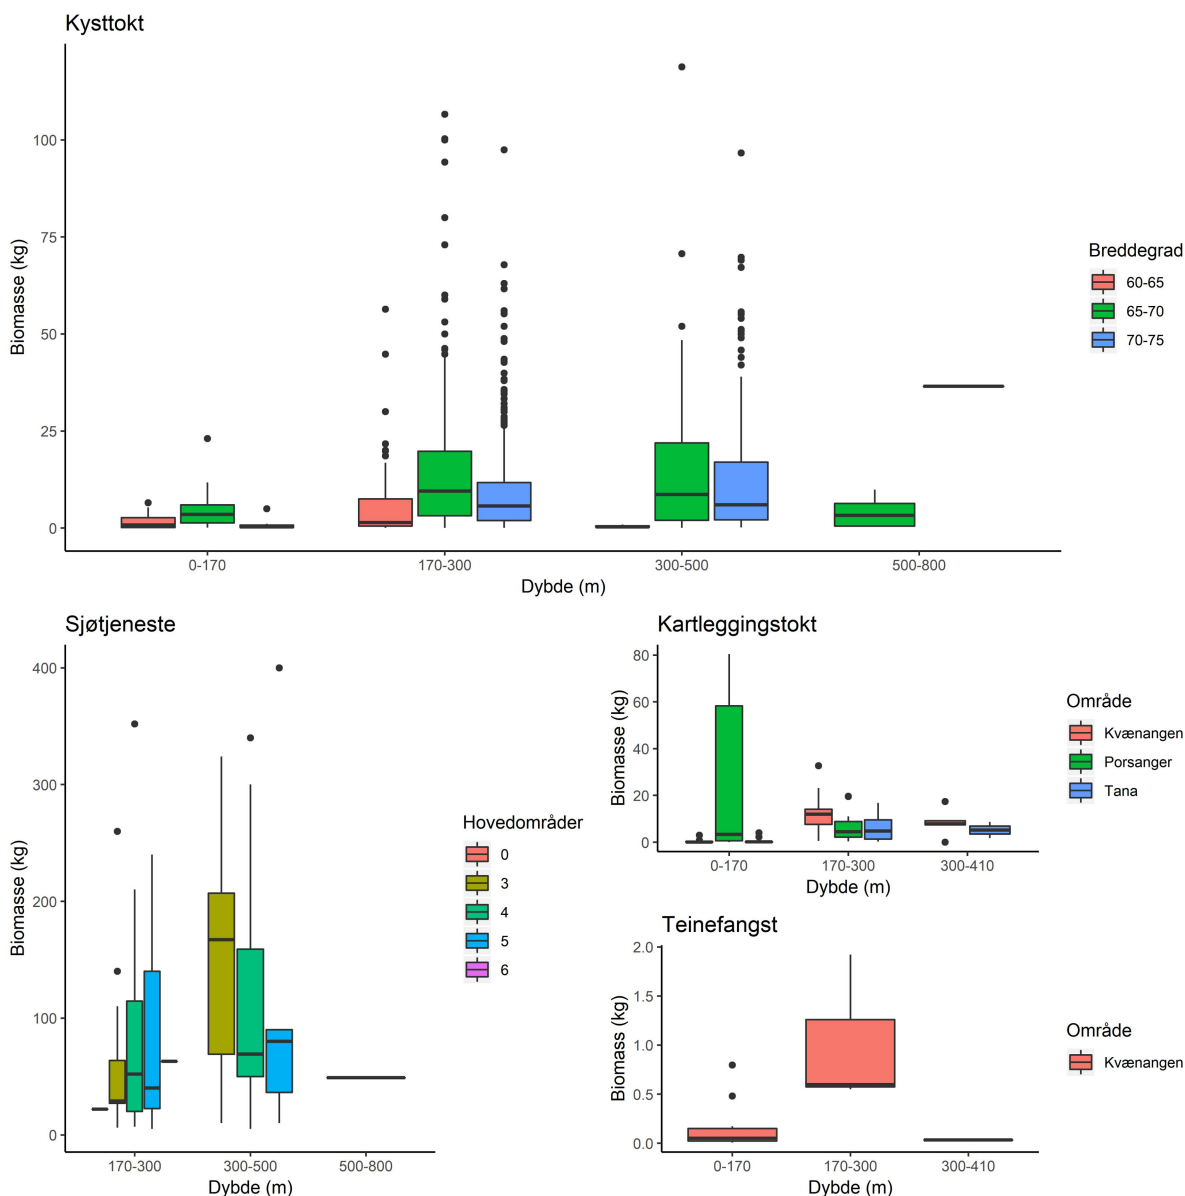 Kysttokt
Biomasse (kg)
100
75
50
25
0
0-170
170-300
300-500
500-800
Dybde (m)
Breddegrad
60-65
65-70
70-75
Sjøtjeneste
Biomasse (kg)
400
300
200
100
0
170-300
300-500
500-800
Dybde (m)
Hovedområder
0
3
4
5
6
Kartleggingstokt
Biomasse (kg)
80
60
40
20
0
0-170
170-300
300-410
Dybde (m)
Område
Kvænangen
Porsanger
Tana
Teinefangst
Biomass (kg)
2.0
1.5
1.0
0.5
0.0
0-170
170-300
300-410
Dybde (m)
Område
Kvænangen